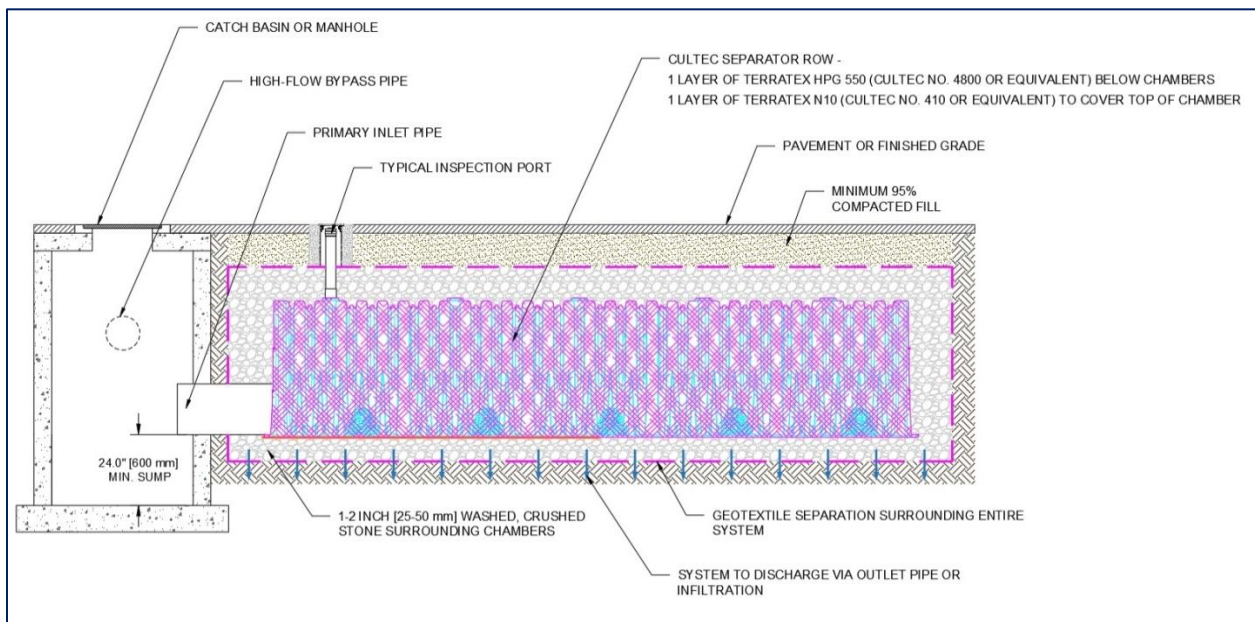 CATCH BASIN OR MANHOLE
HIGH-FLOW BYPASS PIPE
PRIMARY INLET PIPE
TYPICAL INSPECTION PORT
CULTEC SEPARATOR ROW -
1 LAYER OF TERRATEX HPG 550 (CULTEC NO. 4800 OR EQUIVALENT) BELOW CHAMBERS
1 LAYER OF TERRATEX N10 (CULTEC NO. 410 OR EQUIVALENT) TO COVER TOP OF CHAMBER
PAVEMENT OR FINISHED GRADE
MINIMUM 95%
COMPACTED FILL
24.0" [600 mm]
MIN. SUMP
1-2 INCH [25-50 mm] WASHED, CRUSHED
STONE SURROUNDING CHAMBERS
GEOTEXTILE SEPARATION SURROUNDING ENTIRE
SYSTEM
SYSTEM TO DISCHARGE VIA OUTLET PIPE OR
INFILTRATION